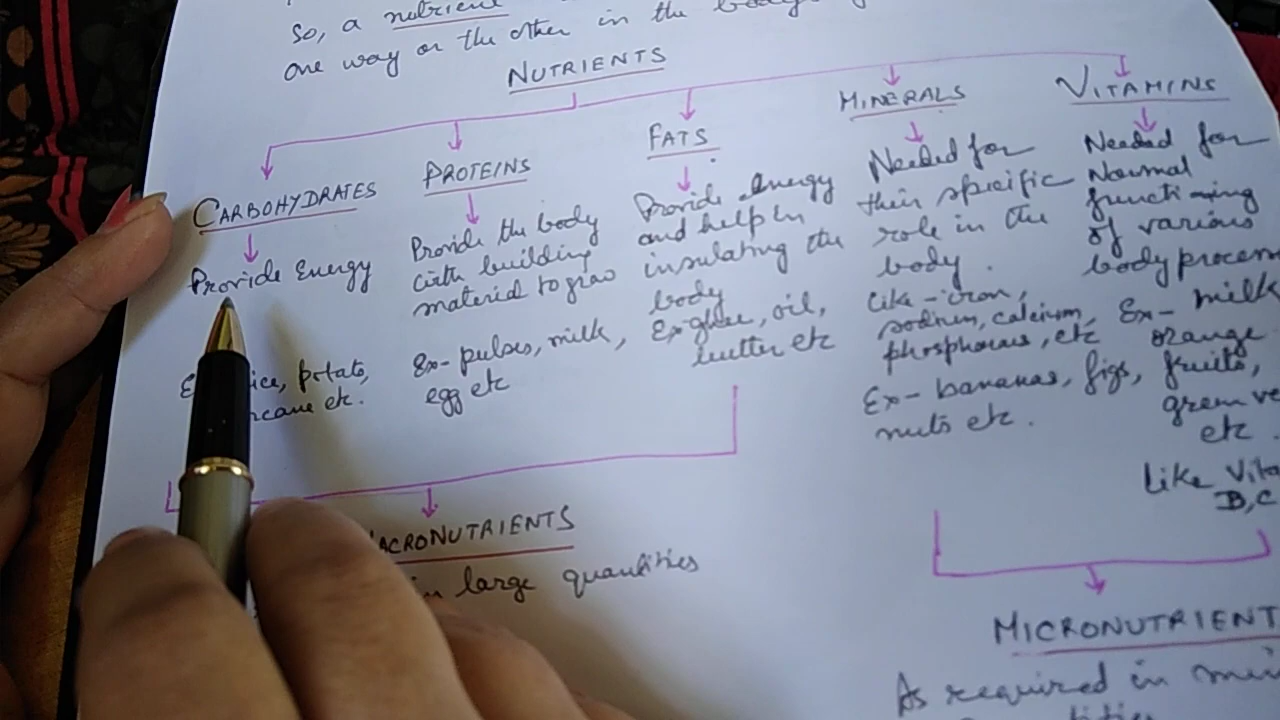 so, a nutrient
one way or the other in the body
NUTRIENTS
CARBOHYDRATES
Provide Energy
rice, potato,
etc.
PROTEINS
Provide the body
with building
material to grow
Ex- pulses, milk,
egg etc
FATS
Provide energy
and help in
insulating the
body
Ex- ghee, oil,
butter etc
MINERALS
Needed for
their specific
role in the
body.
like - iron,
sodium, calcium,
phosphorus, etc
Ex- bananas, figs,
nuts etc.
VITAMINS
Needed for
Normal
functioning
of various
body
Ex- milk
orange
fruits,
green
etc.
like
B, C
MACRONUTRIENTS
in large quantities
MICRONUTRIENT
As required in